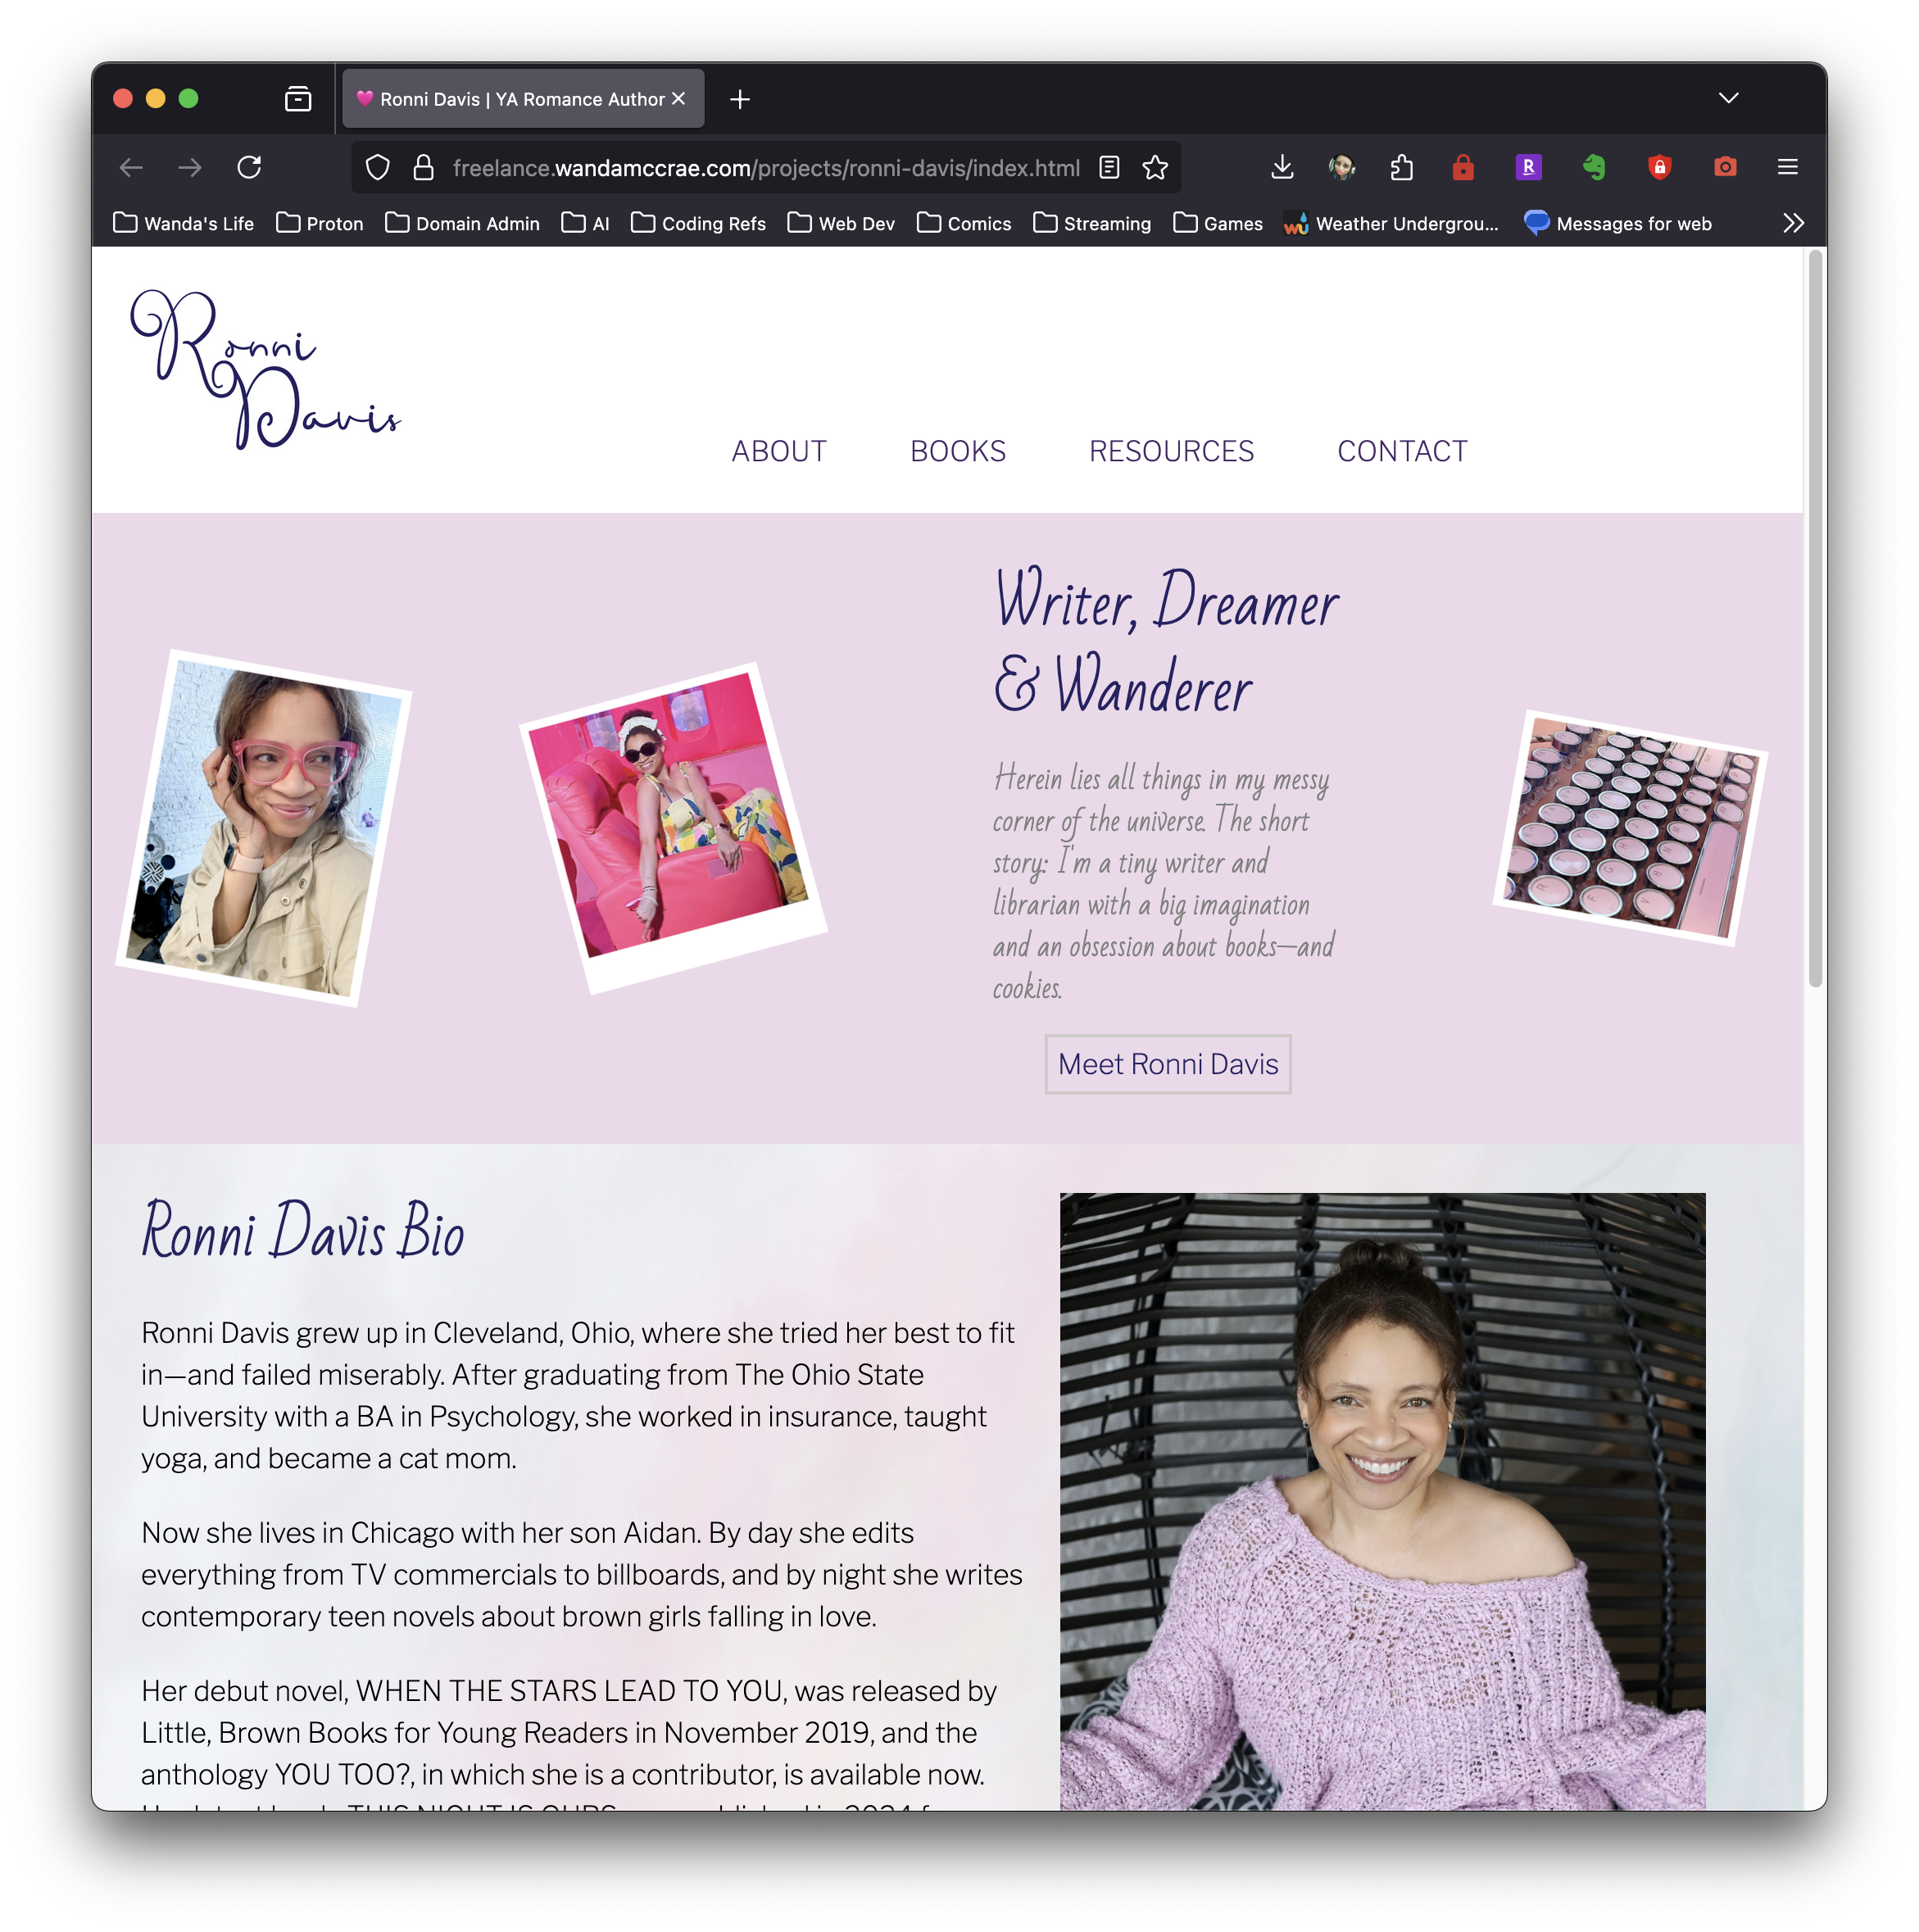 Ronni Davis | YA Romance Author
freelance.wandamccrae.com/projects/ronni-davis/index.html
R
Wanda's Life Proton Domain Admin AI Coding Refs Web Dev Comics Streaming Games Weather Undergrou... Messages for web
Ronni
Davis
ABOUT BOOKS RESOURCES CONTACT
Writer, Dreamer
& Wanderer
Herein lies all things in my messy
corner of the universe. The short
story: I'm a tiny writer and
librarian with a big imagination
and an obsession about books—and
cookies.
Meet Ronni Davis
Ronni Davis Bio
Ronni Davis grew up in Cleveland, Ohio, where she tried her best to fit
in—and failed miserably. After graduating from The Ohio State
University with a BA in Psychology, she worked in insurance, taught
yoga, and became a cat mom.
Now she lives in Chicago with her son Aidan. By day she edits
everything from TV commercials to billboards, and by night she writes
contemporary teen novels about brown girls falling in love.
Her debut novel, WHEN THE STARS LEAD TO YOU, was released by
Little, Brown Books for Young Readers in November 2019, and the
anthology YOU TOO?, in which she is a contributor, is available now.